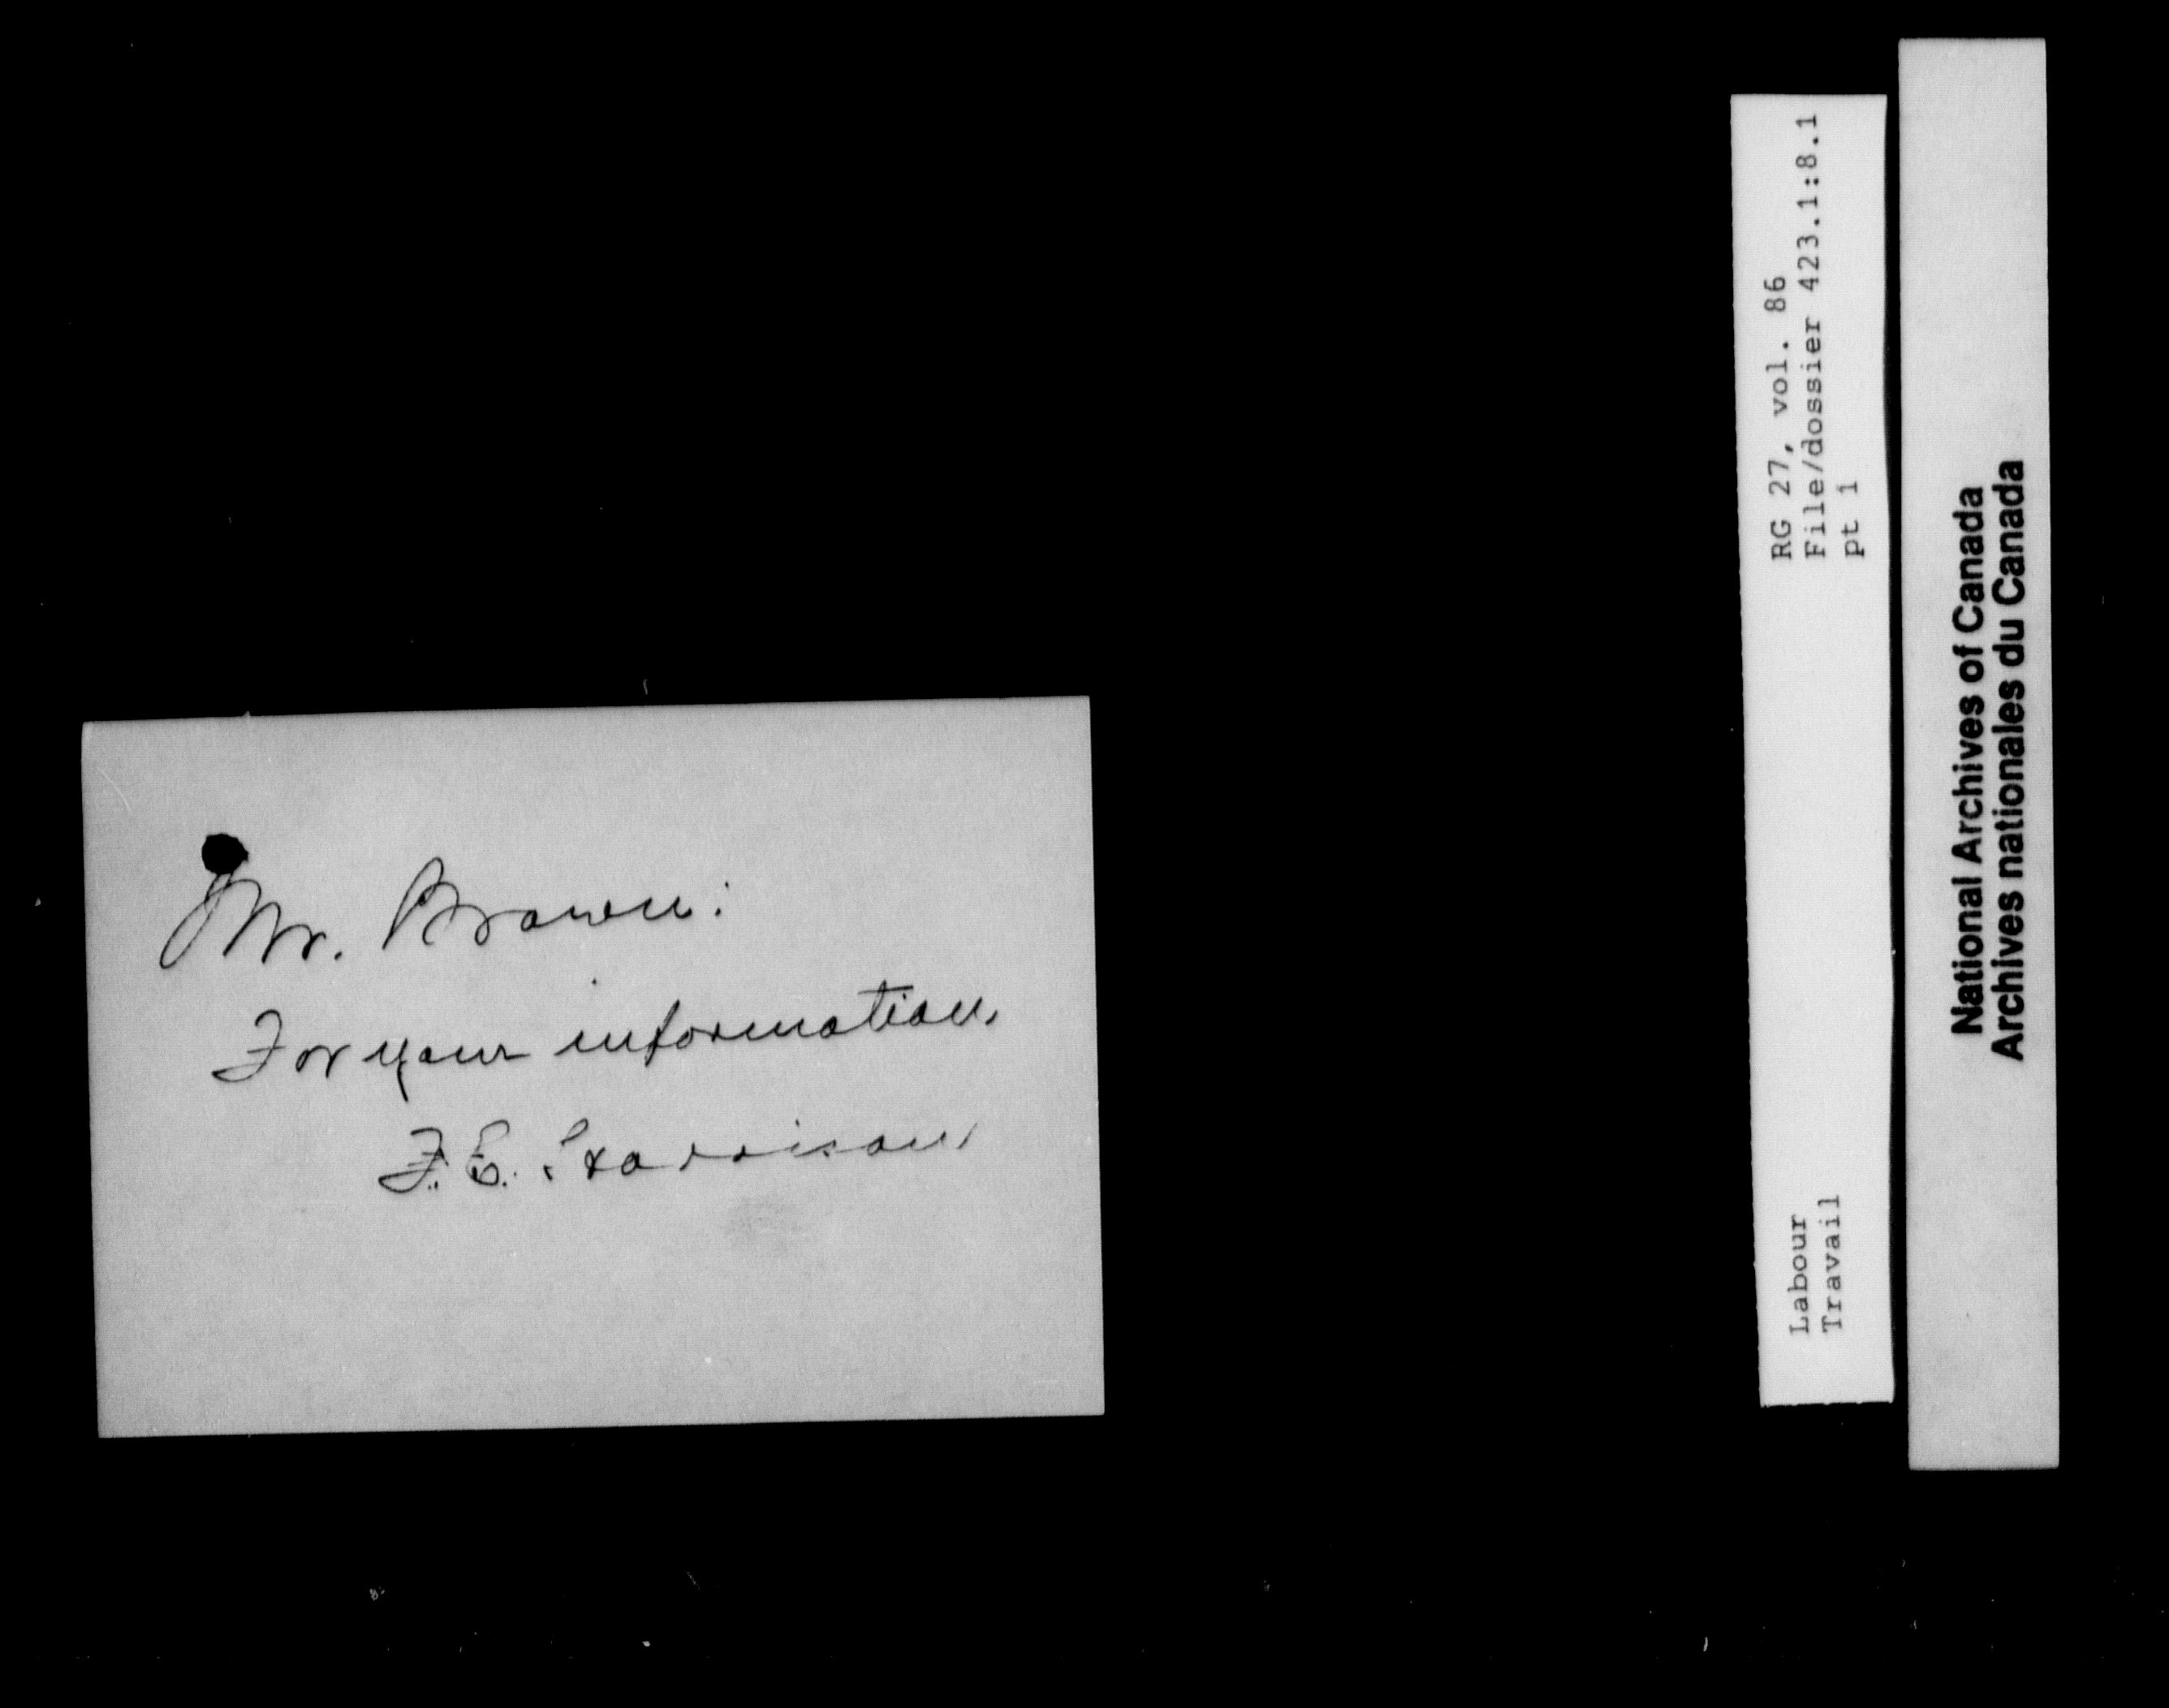 Mr. Brown:
For your information.
F. E. Harrison
RG 27, vol. 86
File/dossier 423.1:8.1
pt 1
Labour
Travail
National Archives of Canada
Archives nationales du Canada